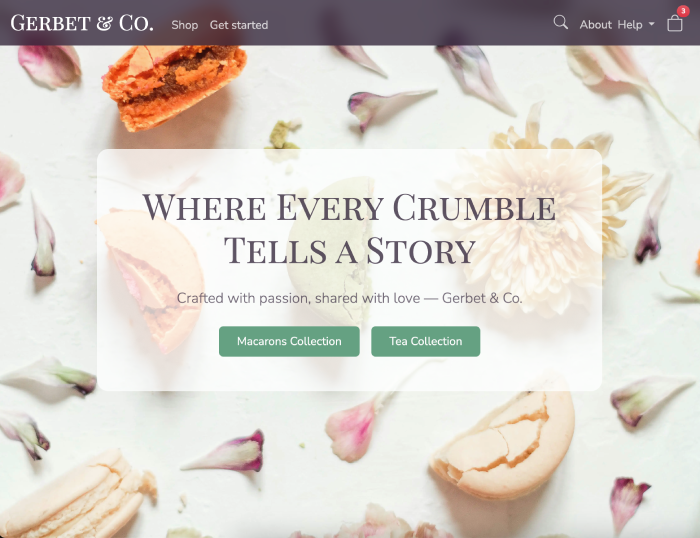 Gerbet & Co. Shop Get started About Help 3
Where Every Crumble
Tells a Story
Crafted with passion, shared with love — Gerbet & Co.
Macarons Collection Tea Collection